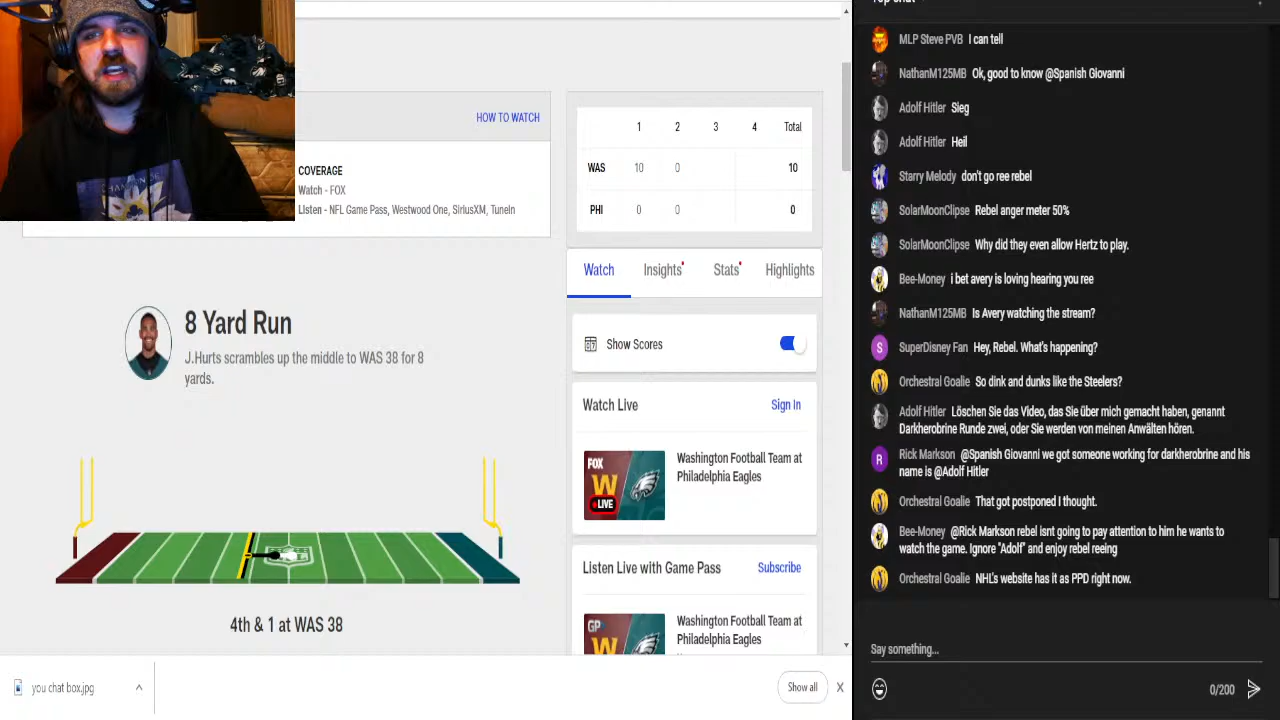 HOW TO WATCH
COVERAGE
Watch - FOX
Listen - NFL Game Pass, Westwood One, SiriusXM, TuneIn
1 2 3 4 Total
WAS 10 0 10
PHI 0 0 0
Watch Insights Stats Highlights
8 Yard Run
J.Hurts scrambles up the middle to WAS 38 for 8
yards.
Show Scores
Watch Live Sign In
FOX
W
LIVE
Washington Football Team at
Philadelphia Eagles
Listen Live with Game Pass Subscribe
GP
W
Washington Football Team at
Philadelphia Eagles
4th & 1 at WAS 38
you chat box.jpg
Show all
X
MLP Steve PVB I can tell
NathanM125MB Ok, good to know @Spanish Giovanni
Adolf Hitler Sieg
Adolf Hitler Heil
Starry Melody don't go ree rebel
SolarMoonClipse Rebel anger meter 50%
SolarMoonClipse Why did they even allow Hertz to play.
Bee-Money i bet avery is loving hearing you ree
NathanM125MB Is Avery watching the stream?
S
SuperDisney Fan Hey, Rebel. What's happening?
Orchestral Goalie So dink and dunks like the Steelers?
Adolf Hitler Löschen Sie das Video, das Sie über mich gemacht haben, genannt
Darkherobrine Runde zwei, oder Sie werden von meinen Anwälten hören.
R
Rick Markson @Spanish Giovanni we got someone working for darkherobrine and his
name is @Adolf Hitler
Orchestral Goalie That got postponed I thought.
Bee-Money @Rick Markson rebel isnt going to pay attention to him he wants to
watch the game. Ignore "Adolf" and enjoy rebel reeing
Orchestral Goalie NHL's website has it as PPD right now.
Say something...
0/200